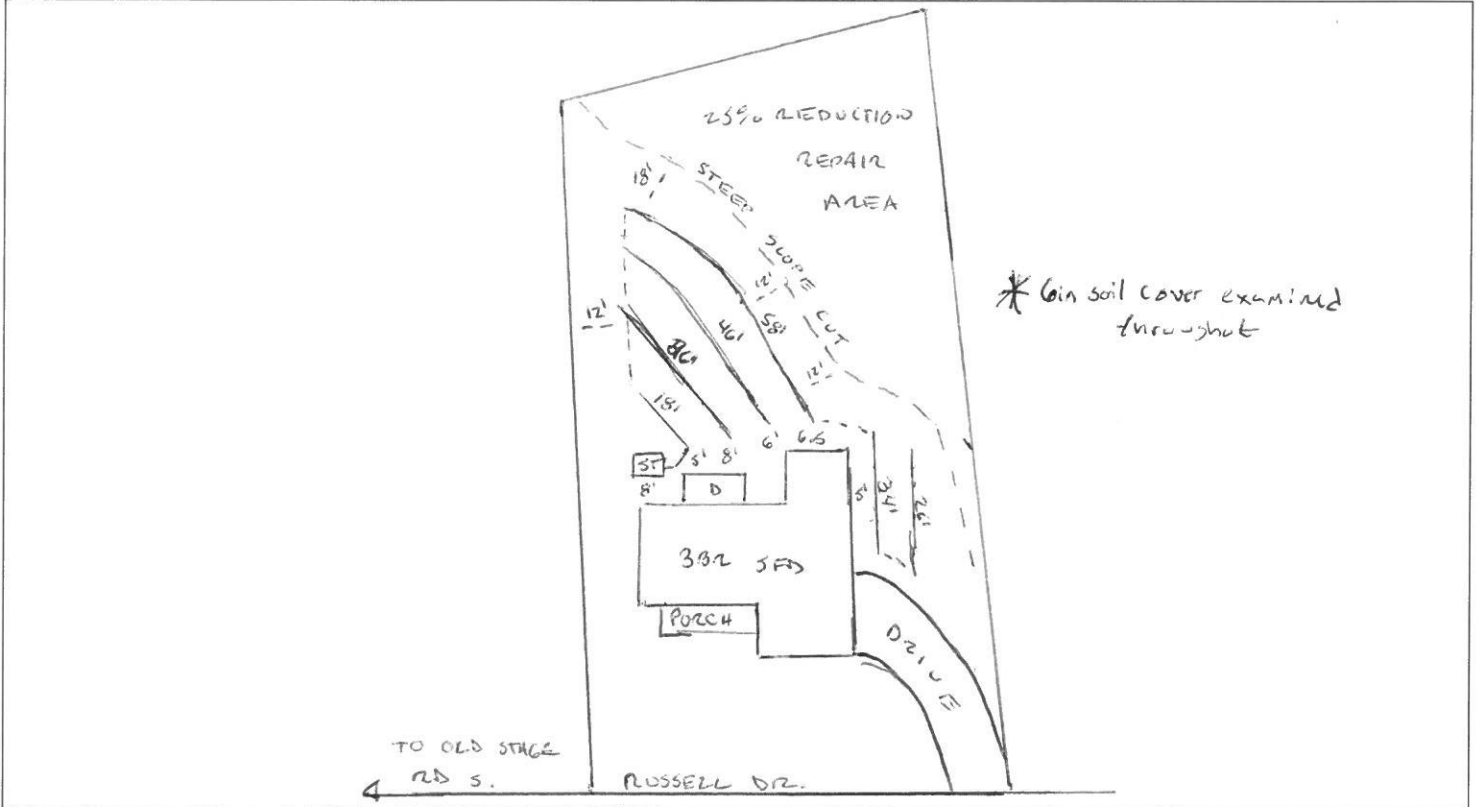 25% REDUCTION
REPAIR
AREA
18'
STEEP SLOPE CUT
12'
12'
58'
46'
12'
18'
5'
8'
6'
6.5
ST
8'
D
5'
34'
26'
* 6in soil cover examined
throughout
SFD
PORCH
DRIVE
TO OLD STAGE
RD S.
RUSSELL DR.